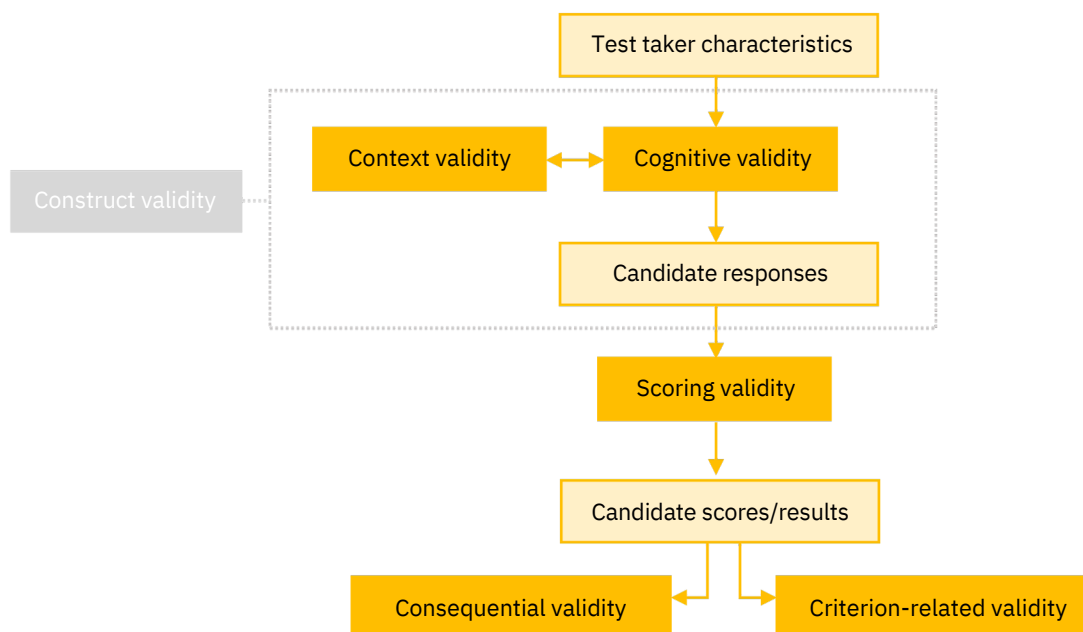 Test taker characteristics
Context validity
Cognitive validity
Construct validity
Candidate responses
Scoring validity
Candidate scores/results
Consequential validity
Criterion-related validity